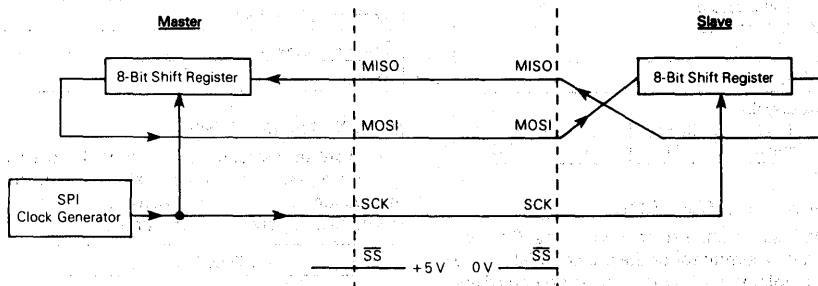 Master
Slave
8-Bit Shift Register
MISO
MISO
8-Bit Shift Register
MOSI
MOSI
SPI
Clock Generator
SCK
SCK
SS
+5 V
0 V
SS